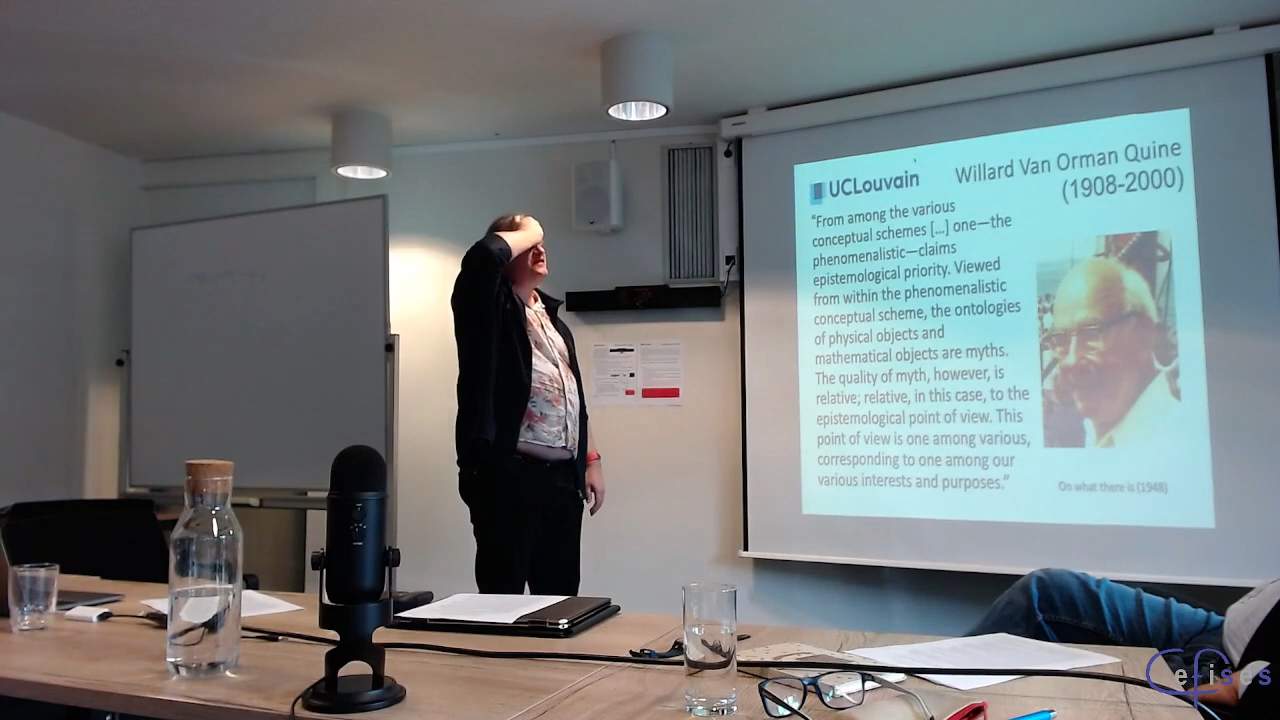 UCLouvain
Willard Van Orman Quine
(1908-2000)
“From among the various
conceptual schemes [...] one—the
phenomenalistic—claims
epistemological priority. Viewed
from within the phenomenalistic
conceptual scheme, the ontologies
of physical objects and
mathematical objects are myths.
The quality of myth, however, is
relative; relative, in this case, to the
epistemological point of view. This
point of view is one among various,
corresponding to one among our
various interests and purposes.”
On what there is (1948)
Cefises